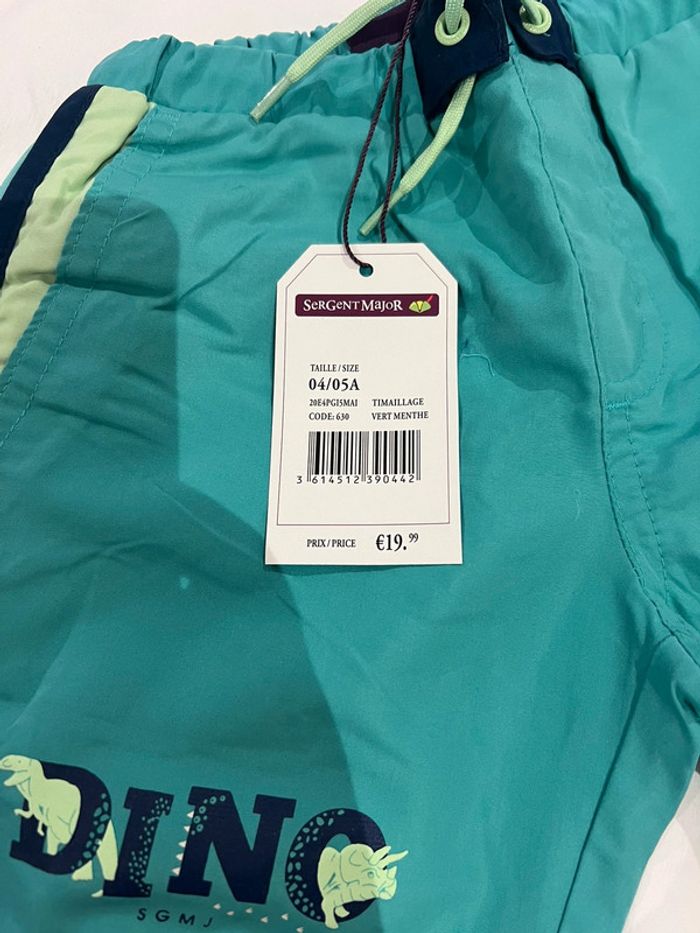 SERGENT MAJOR
TAILLE / SIZE
04/05A
20E4PGI5MAI TIMAILLAGE
CODE: 630 VERT MENTHE
3 614512 390442
PRIX / PRICE €19.99
DINO
SGMJ